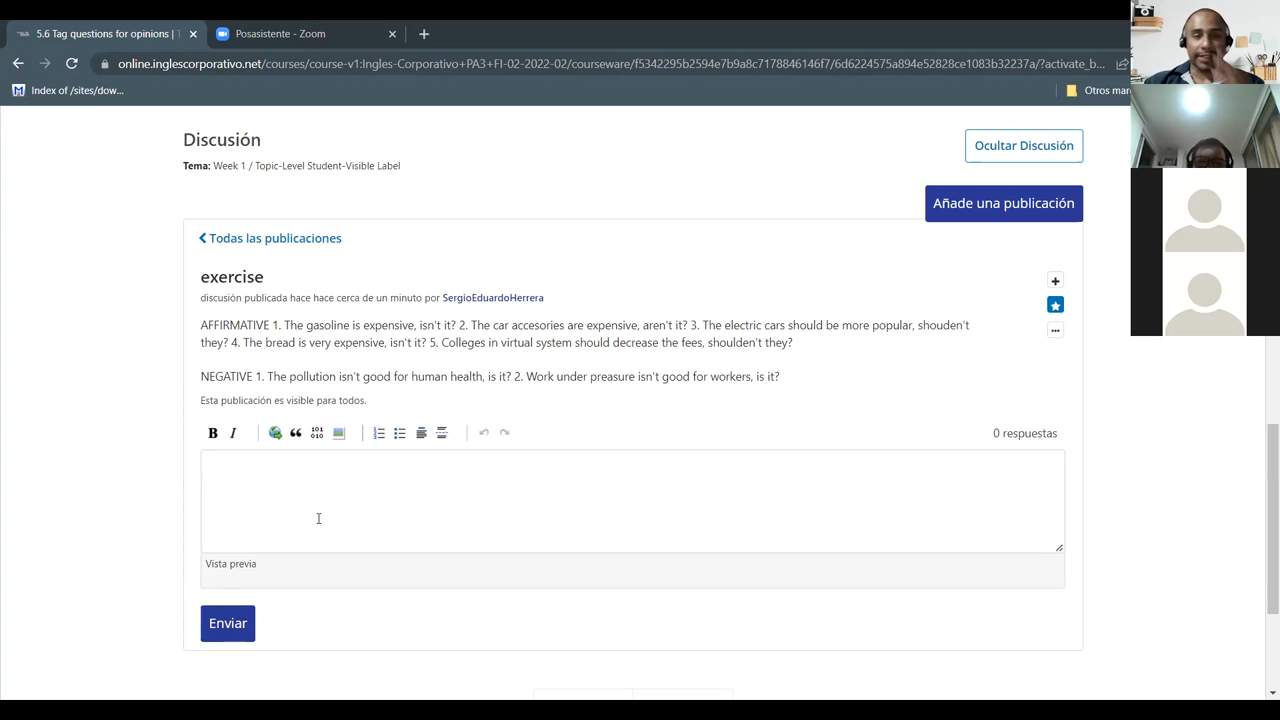 5.6 Tag questions for opinions | T
Posasistente - Zoom
online.inglescorporativo.net/courses/course-v1:Ingles-Corporativo+PA3+FI-02-2022-02/courseware/f5342295b2594e7b9a8c7178846146f7/6d6224575a894e52828ce1083b32237a/?activate_b...
Index of /sites/dow...
Otros mar
Discusión
Ocultar Discusión
Tema: Week 1 / Topic-Level Student-Visible Label
Añade una publicación
Todas las publicaciones
exercise
discusión publicada hace hace cerca de un minuto por SergioEduardoHerrera
AFFIRMATIVE 1. The gasoline is expensive, isn't it? 2. The car accesories are expensive, aren't it? 3. The electric cars should be more popular, shouden't
they? 4. The bread is very expensive, isn't it? 5. Colleges in virtual system should decrease the fees, shoulden't they?
NEGATIVE 1. The pollution isn't good for human health, is it? 2. Work under preasure isn't good for workers, is it?
Esta publicación es visible para todos.
B I 101 010
0 respuestas
Vista previa
Enviar